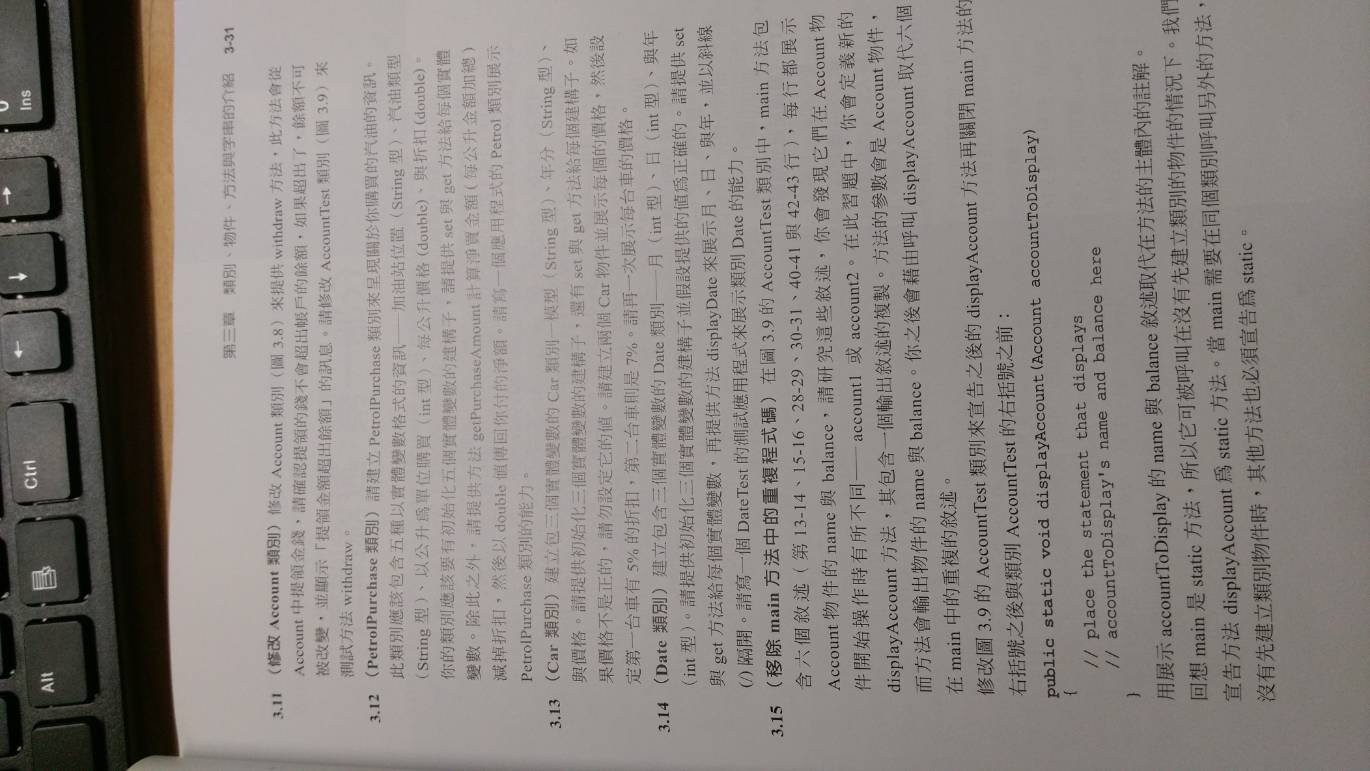 第三章 類別、物件、方法與字串的介紹 3-31
3.11 (修改 Account 類別) 修改 Account 類別(圖 3.8)來提供 withdraw 方法,此方法會從
Account 中提領金錢,請確認提領的錢不會超出帳戶的餘額,如果超出了,餘額不可
被改變,並顯示「提領金額超出餘額」的訊息。請修改 AccountTest 類別(圖 3.9)來
測試方法 withdraw。
3.12 (PetrolPurchase 類別) 請建立 PetrolPurchase 類別來呈現關於你購買的汽油的資訊。
此類別應該包含五種以實體變數格式的資訊——加油站位置(String 型)、汽油類型
(String 型)、以公升為單位購買(int 型)、每公升價格 (double)、與折扣 (double)。
你的類別應該要有初始化五個實體變數的建構子,請提供 set 與 get 方法給每個實體
變數。除此之外,請提供方法 getPurchaseAmount 計算淨買金額(每公升金額加總)
減掉折扣,然後以 double 值傳回你付的淨額。請寫一個應用程式的 Petrol 類別展示
PetrolPurchase 類別的能力。
3.13 (Car 類別) 建立包三個實體變數的 Car 類別—模型(String 型)、年分(String 型)、
與價格。請提供初始化三個實體變數的建構子,還有 set 與 get 方法給每個建構子。如
果價格不是正的,請勿設定它的值。請建立兩個 Car 物件並展示每個的價格,然後設
定第一台車有 5% 的折扣,第二台車則是 7%。請再一次展示每台車的價格。
3.14 (Date 類別) 建立包含三個實體變數的 Date 類別——月(int 型)、日(int 型)、與年
(int 型)。請提供初始化三個實體變數的建構子並假設提供的值為正確的。請提供 set
與 get 方法給每個實體變數,再提供方法 displayDate 來展示月、日、與年,並以斜線
(/) 隔開。請寫一個 DateTest 的測試應用程式來展示類別 Date 的能力。
3.15 (移除 main 方法中的重複程式碼) 在圖 3.9 的 AccountTest 類別中,main 方法包
含六個敘述(第 13-14、15-16、28-29、30-31、40-41 與 42-43 行),每行都展示
Account 物件的 name 與 balance,請研究這些敘述,你會發現它們在 Account 物
件開始操作時有所不同—— account1 或 account2。在此習題中,你會定義新的
displayAccount 方法,其包含一個輸出敘述的複製。方法的參數會是 Account 物件,
而方法會輸出物件的 name 與 balance。你之後會藉由呼叫 displayAccount 取代六個
在 main 中的重複的敘述。
修改圖 3.9 的 AccountTest 類別來宣告之後的 displayAccount 方法再關閉 main 方法的
右括號之後與類別 AccountTest 的右括號之前:
public static void displayAccount(Account accountToDisplay)
{
// place the statement that displays
// accountToDisplay's name and balance here
}
用展示 accountToDisplay 的 name 與 balance 敘述取代在方法的主體內的註解。
回想 main 是 static 方法,所以它可被呼叫在沒有先建立類別的物件的情況下。我們
宣告方法 displayAccount 為 static 方法。當 main 需要在同個類別呼叫另外的方法,
沒有先建立類別物件時,其他方法也必須宣告為 static。
Ins
Ctrl
Alt